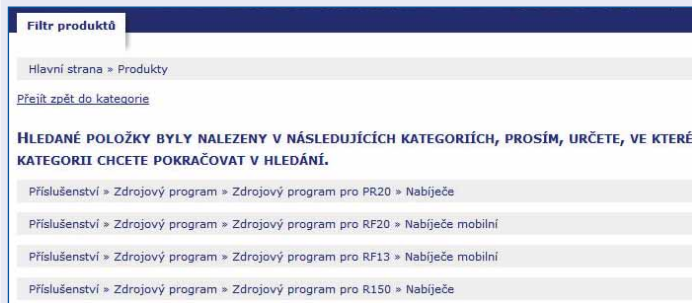 Filtr produktů
Hlavní strana » Produkty
Přejít zpět do kategorie
HLEDANÉ POLOŽKY BYLY NALEZENY V NÁSLEDUJÍCÍCH KATEGORIÍCH, PROSÍM, URČETE, VE KTERÉ
KATEGORII CHCETE POKRAČOVAT V HLEDÁNÍ.
Příslušenství » Zdrojový program » Zdrojový program pro PR20 » Nabíječe
Příslušenství » Zdrojový program » Zdrojový program pro RF20 » Nabíječe mobilní
Příslušenství » Zdrojový program » Zdrojový program pro RF13 » Nabíječe mobilní
Příslušenství » Zdrojový program » Zdrojový program pro R150 » Nabíječe